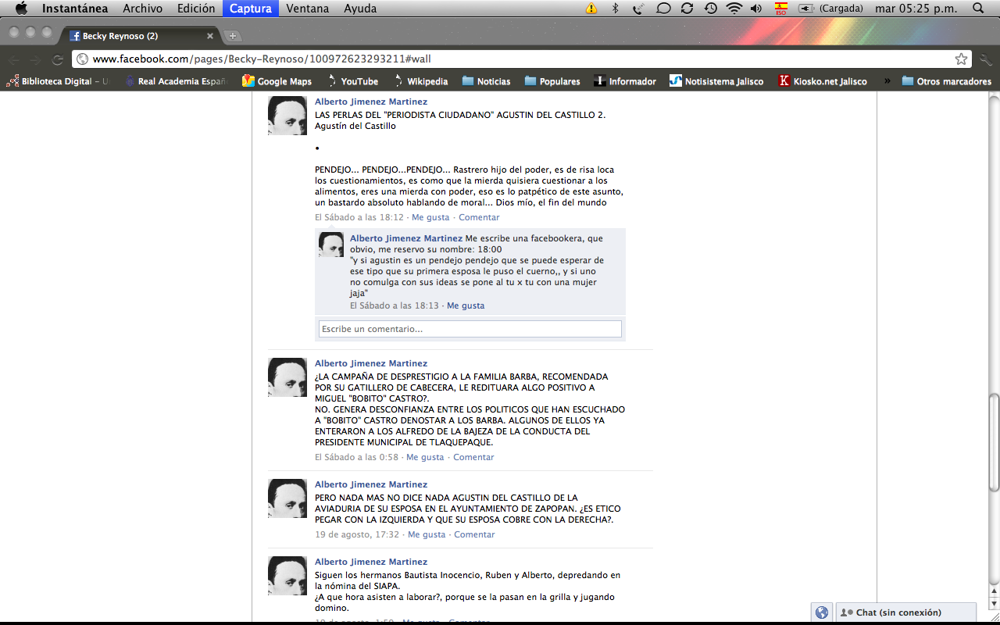 Instantánea Archivo Edición Captura Ventana Ayuda ISO (Cargada) mar 05:25 p.m.
Becky Reynoso (2)
www.facebook.com/pages/Becky-Reynoso/100972623293211#wall
Biblioteca Digital – U Real Academia Españ Google Maps YouTube Wikipedia Noticias Populares Informador Notisistema Jalisco Kiosko.net Jalisco » Otros marcadores
Alberto Jimenez Martinez
LAS PERLAS DEL "PERIODISTA CIUDADANO" AGUSTIN DEL CASTILLO 2.
Agustín del Castillo
•
PENDEJO... PENDEJO...PENDEJO... Rastrero hijo del poder, es de risa loca
los cuestionamientos, es como que la mierda quisiera cuestionar a los
alimentos, eres una mierda con poder, eso es lo patpético de este asunto,
un bastardo absoluto hablando de moral... Dios mío, el fin del mundo
El Sábado a las 18:12 · Me gusta · Comentar
Alberto Jimenez Martinez Me escribe una facebookera, que
obvio, me reservo su nombre: 18:00
"y si agustin es un pendejo pendejo que se puede esperar de
ese tipo que su primera esposa le puso el cuerno,, y si uno
no comulga con sus ideas se pone al tu x tu con una mujer
jaja"
El Sábado a las 18:13 · Me gusta
Escribe un comentario...
Alberto Jimenez Martinez
¿LA CAMPAÑA DE DESPRESTIGIO A LA FAMILIA BARBA, RECOMENDADA
POR SU GATILLERO DE CABECERA, LE REDITUARA ALGO POSITIVO A
MIGUEL "BOBITO" CASTRO?.
NO. GENERA DESCONFIANZA ENTRE LOS POLITICOS QUE HAN ESCUCHADO
A "BOBITO" CASTRO DENOSTAR A LOS BARBA. ALGUNOS DE ELLOS YA
ENTERARON A LOS ALFREDO DE LA BAJEZA DE LA CONDUCTA DEL
PRESIDENTE MUNICIPAL DE TLAQUEPAQUE.
El Sábado a las 0:58 · Me gusta · Comentar
Alberto Jimenez Martinez
PERO NADA MAS NO DICE NADA AGUSTIN DEL CASTILLO DE LA
AVIADURIA DE SU ESPOSA EN EL AYUNTAMIENTO DE ZAPOPAN. ¿ES ETICO
PEGAR CON LA IZQUIERDA Y QUE SU ESPOSA COBRE CON LA DERECHA?.
19 de agosto, 17:32 · Me gusta · Comentar
Alberto Jimenez Martinez
Siguen los hermanos Bautista Inocencio, Ruben y Alberto, depredando en
la nómina del SIAPA.
¿A que hora asisten a laborar?, porque se la pasan en la grilla y jugando
domino.
19 de agosto, 1:50 · Me gusta · Comentar
Chat (sin conexión)